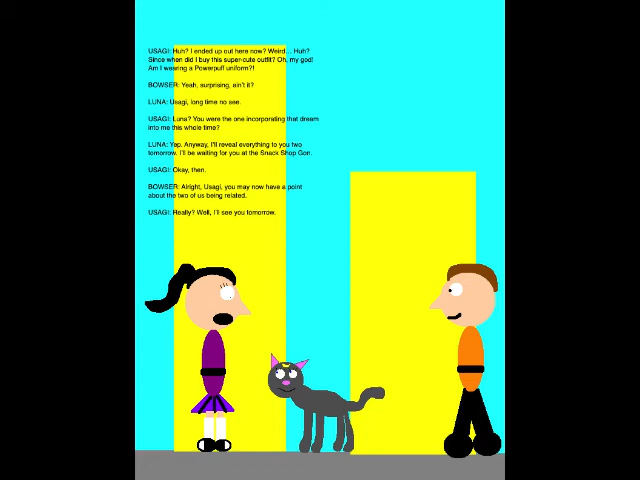 USAGI: Huh? I ended up out here now? Weird... Huh?
Since when did I buy this super-cute outfit? Oh, my god!
Am I wearing a Powerpuff uniform?!
BOWSER: Yeah, surprising, ain't it?
LUNA: Usagi, long time no see.
USAGI: Luna? You were the one incorporating that dream
into me this whole time?
LUNA: Yep. Anyway, I'll reveal everything to you two
tomorrow. I'll be waiting for you at the Snack Shop Gon.
USAGI: Okay, then.
BOWSER: Alright, Usagi, you may now have a point
about the two of us being related.
USAGI: Really? Well, I'll see you tomorrow.